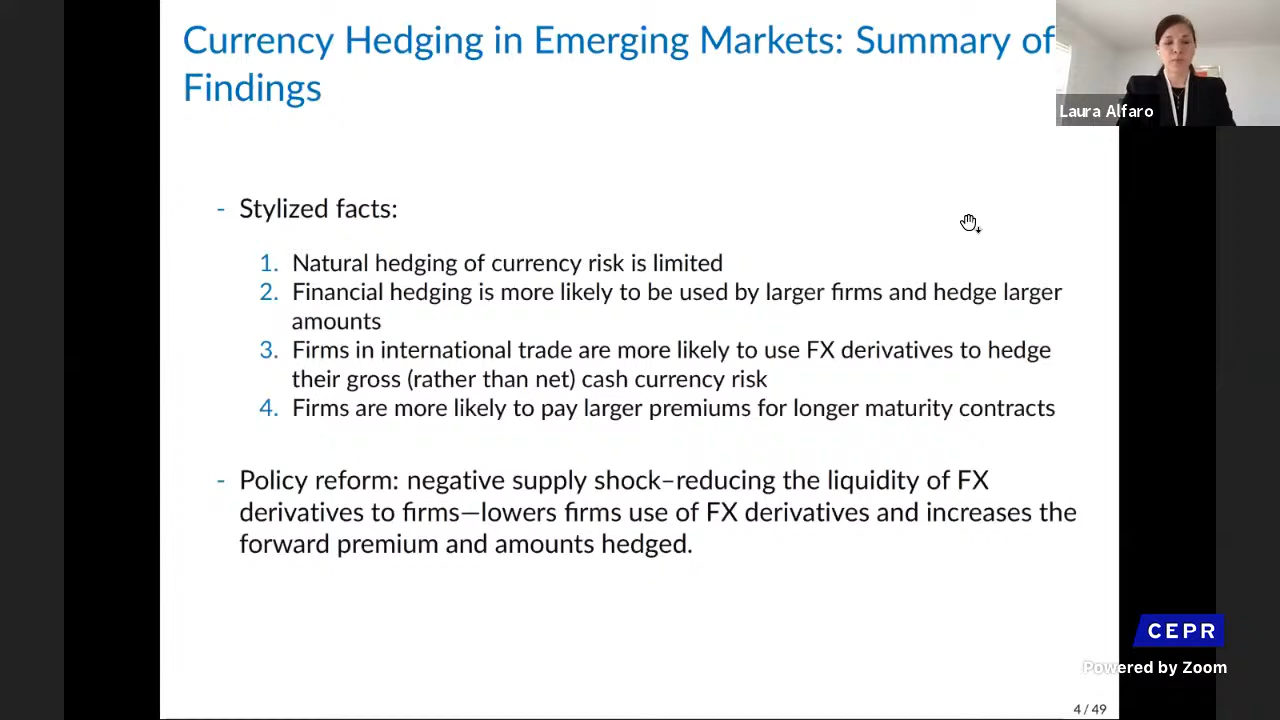 Currency Hedging in Emerging Markets: Summary of
Findings
Laura Alfaro
- Stylized facts:
1. Natural hedging of currency risk is limited
2. Financial hedging is more likely to be used by larger firms and hedge larger
amounts
3. Firms in international trade are more likely to use FX derivatives to hedge
their gross (rather than net) cash currency risk
4. Firms are more likely to pay larger premiums for longer maturity contracts
- Policy reform: negative supply shock–reducing the liquidity of FX
derivatives to firms—lowers firms use of FX derivatives and increases the
forward premium and amounts hedged.
CEPR
Powered by Zoom
4 / 49